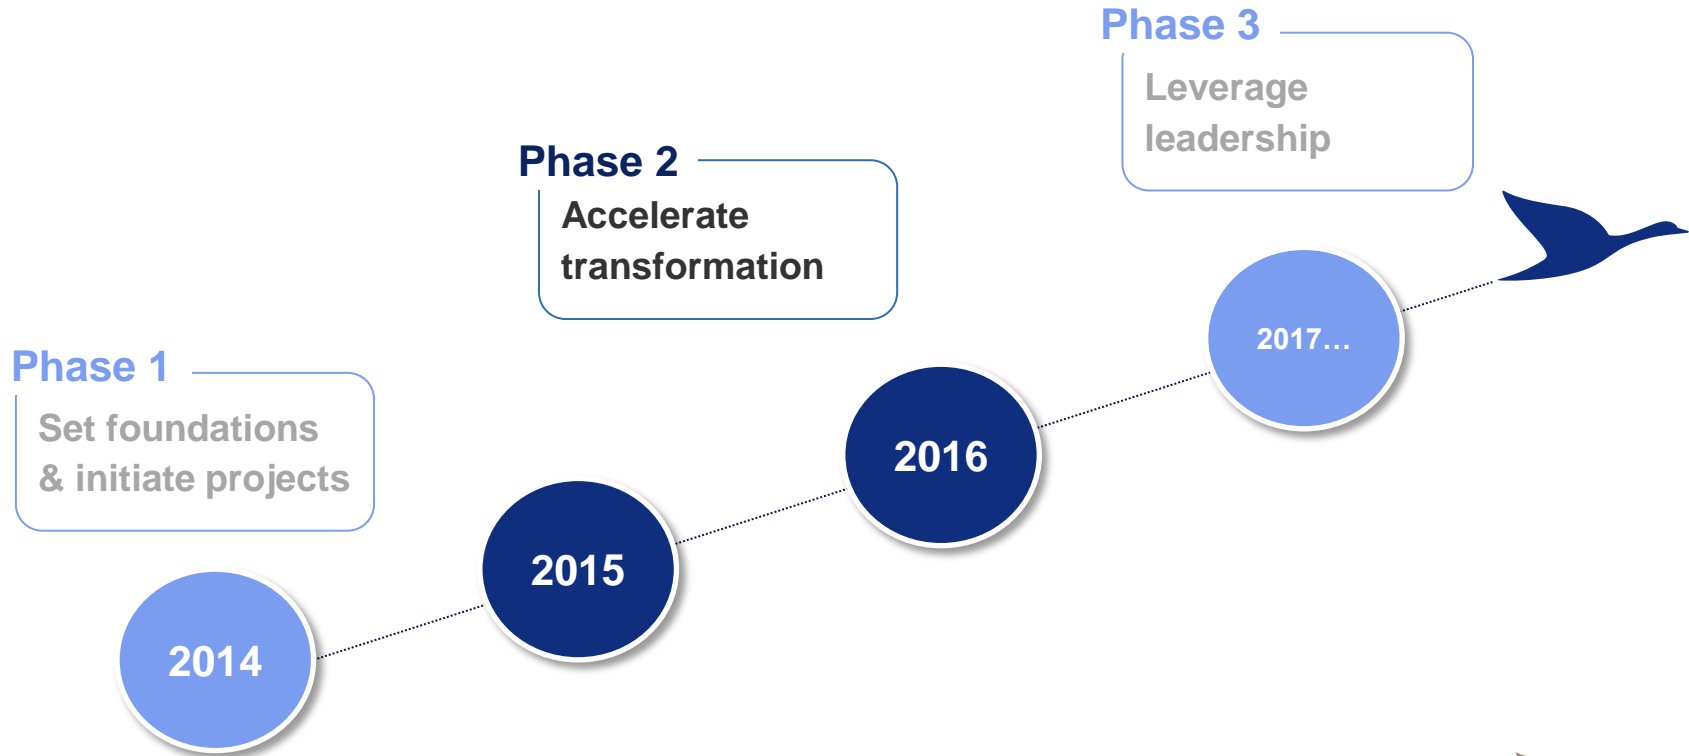 Phase 1
Set foundations
& initiate projects
2014
Phase 2
Accelerate
transformation
2015
2016
Phase 3
Leverage
leadership
2017…